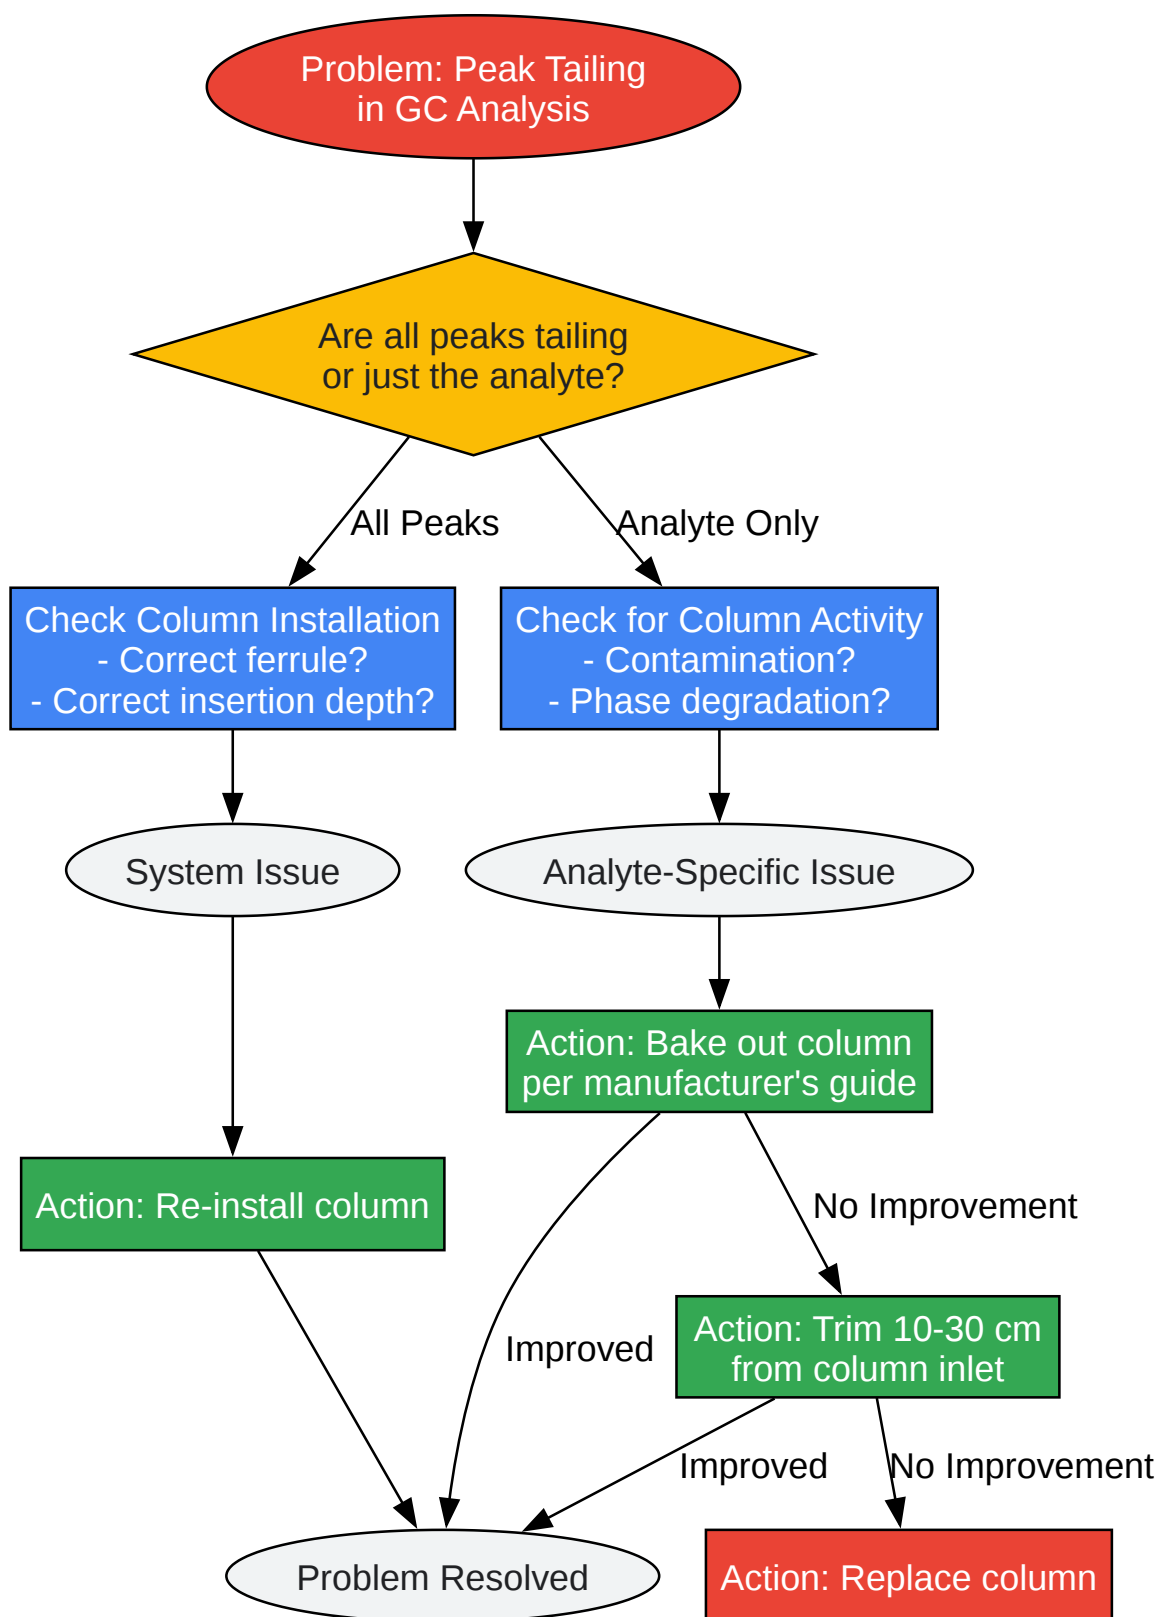 Problem: Peak Tailing
in GC Analysis
Are all peaks tailing
or just the analyte?
All Peaks
Analyte Only
Check Column Installation
- Correct ferrule?
- Correct insertion depth?
Check for Column Activity
- Contamination?
- Phase degradation?
System Issue
Analyte-Specific Issue
Action: Bake out column
per manufacturer's guide
Action: Re-install column
No Improvement
Action: Trim 10-30 cm
from column inlet
Improved
Improved
No Improvement
Problem Resolved
Action: Replace column